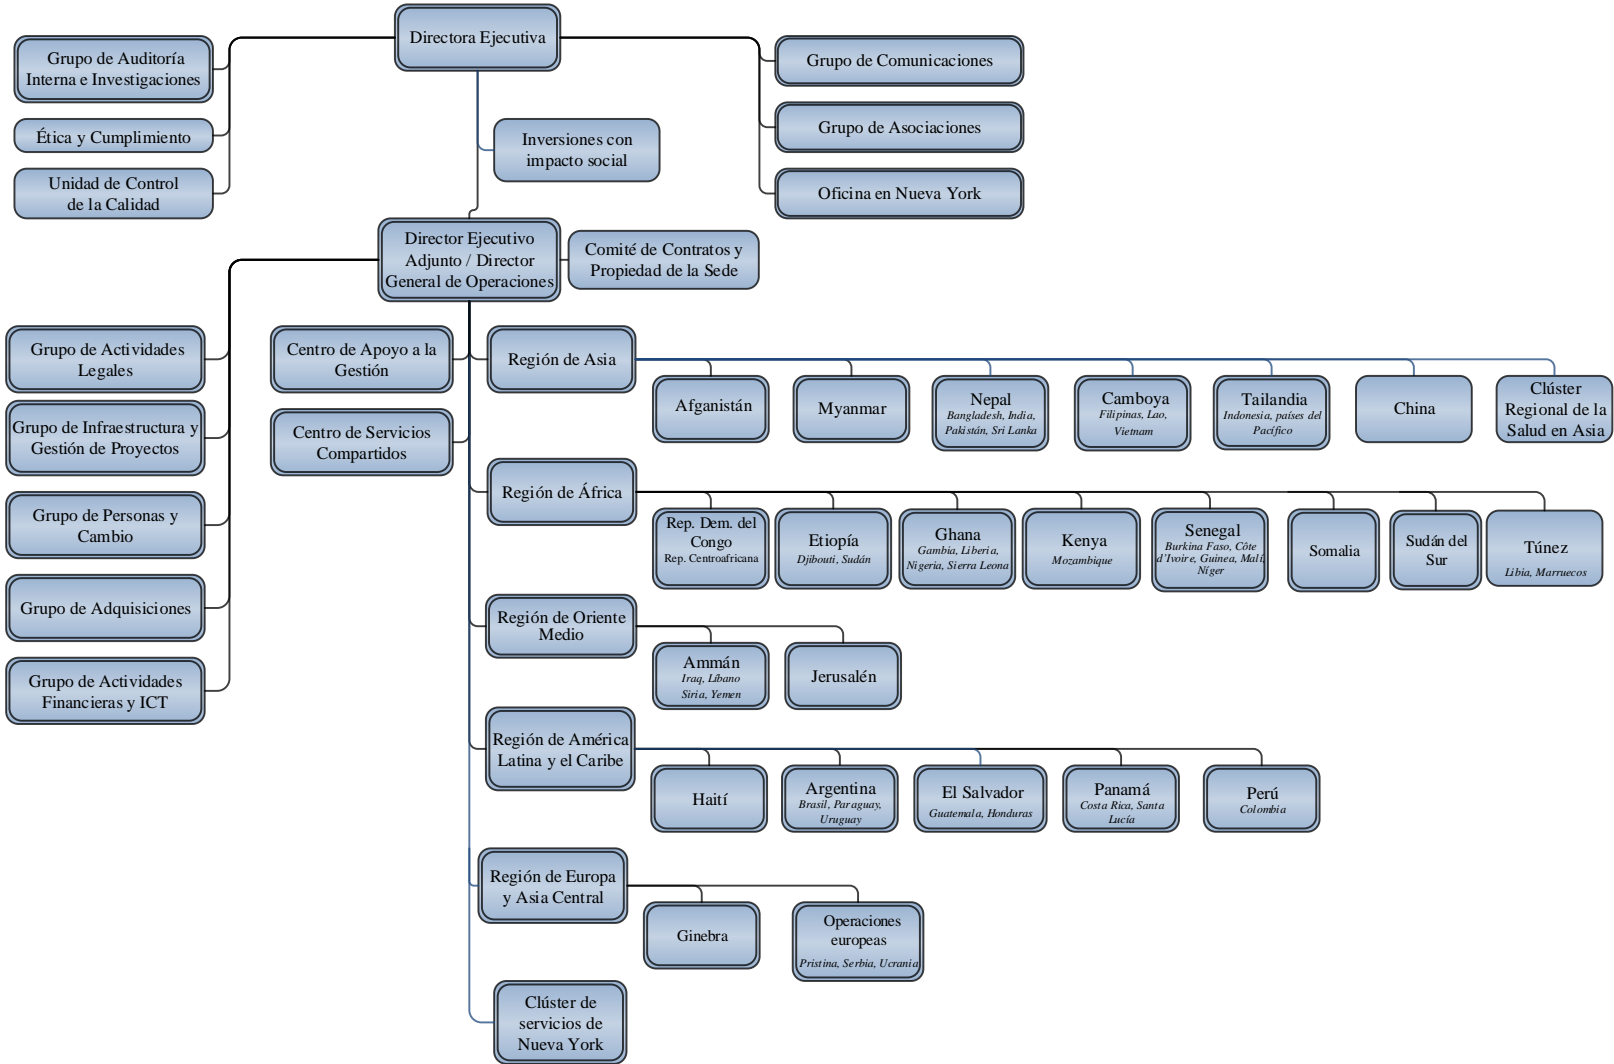 Directora Ejecutiva
Grupo de Auditoría
Interna e Investigaciones
Ética y Cumplimiento
Unidad de Control
de la Calidad
Inversiones con
impacto social
Grupo de Comunicaciones
Grupo de Asociaciones
Oficina en Nueva York
Director Ejecutivo
Adjunto / Director
General de Operaciones
Comité de Contratos y
Propiedad de la Sede
Grupo de Actividades
Legales
Grupo de Infraestructura y
Gestión de Proyectos
Grupo de Personas y
Cambio
Grupo de Adquisiciones
Grupo de Actividades
Financieras y ICT
Centro de Apoyo a la
Gestión
Centro de Servicios
Compartidos
Región de Asia
Afganistán
Myanmar
Nepal
Bangladesh, India,
Pakistán, Sri Lanka
Camboya
Filipinas, Lao,
Vietnam
Tailandia
Indonesia, países del
Pacífico
China
Clúster
Regional de la
Salud en Asia
Región de África
Rep. Dem. del
Congo
Rep. Centroafricana
Etiopía
Djibouti, Sudán
Ghana
Gambia, Liberia,
Nigeria, Sierra Leona
Kenya
Mozambique
Senegal
Burkina Faso, Côte
d'Ivoire, Guinea, Malí,
Níger
Somalia
Sudán del
Sur
Túnez
Libia, Marruecos
Región de Oriente
Medio
Ammán
Iraq, Líbano
Siria, Yemen
Jerusalén
Región de América
Latina y el Caribe
Haití
Argentina
Brasil, Paraguay,
Uruguay
El Salvador
Guatemala, Honduras
Panamá
Costa Rica, Santa
Lucía
Perú
Colombia
Región de Europa
y Asia Central
Ginebra
Operaciones
europeas
Pristina, Serbia, Ucrania
Clúster de
servicios de
Nueva York